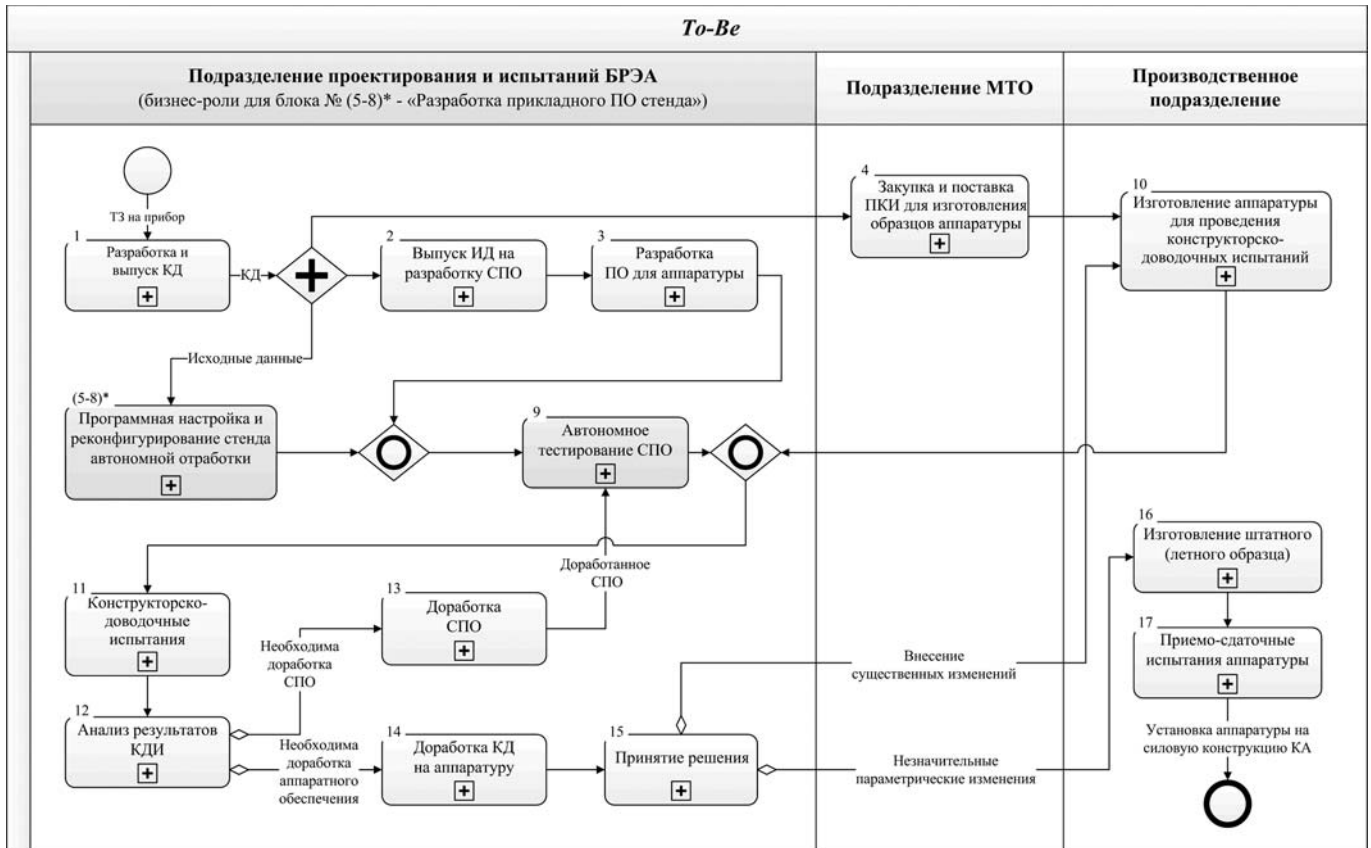 To-Be
Подразделение проектирования и испытаний БРЭА
(бизнес-роли для блока № (5-8)* - «Разработка прикладного ПО стенда»)
Подразделение МТО
Производственное
подразделение
ТЗ на прибор
1
Разработка и
выпуск КД
КД
2
Выпуск ИД на
разработку СПО
3
Разработка
ПО для аппаратуры
4
Закупка и поставка
ПКИ для изготовления
образцов аппаратуры
10
Изготовление аппаратуры
для проведения
конструкторско-
доводочных испытаний
Исходные данные
(5-8)*
Программная настройка и
реконфигурирование стенда
автономной отработки
9
Автономное
тестирование СПО
Доработанное
СПО
11
Конструкторско-
доводочные
испытания
Необходима
доработка
СПО
13
Доработка
СПО
12
Анализ результатов
КДИ
Необходима
доработка
аппаратного
обеспечения
14
Доработка КД
на аппаратуру
15
Принятие решения
Внесение
существенных изменений
Незначительные
параметрические изменения
16
Изготовление штатного
(летного образца)
17
Приемо-сдаточные
испытания аппаратуры
Установка аппаратуры на
силовую конструкцию КА